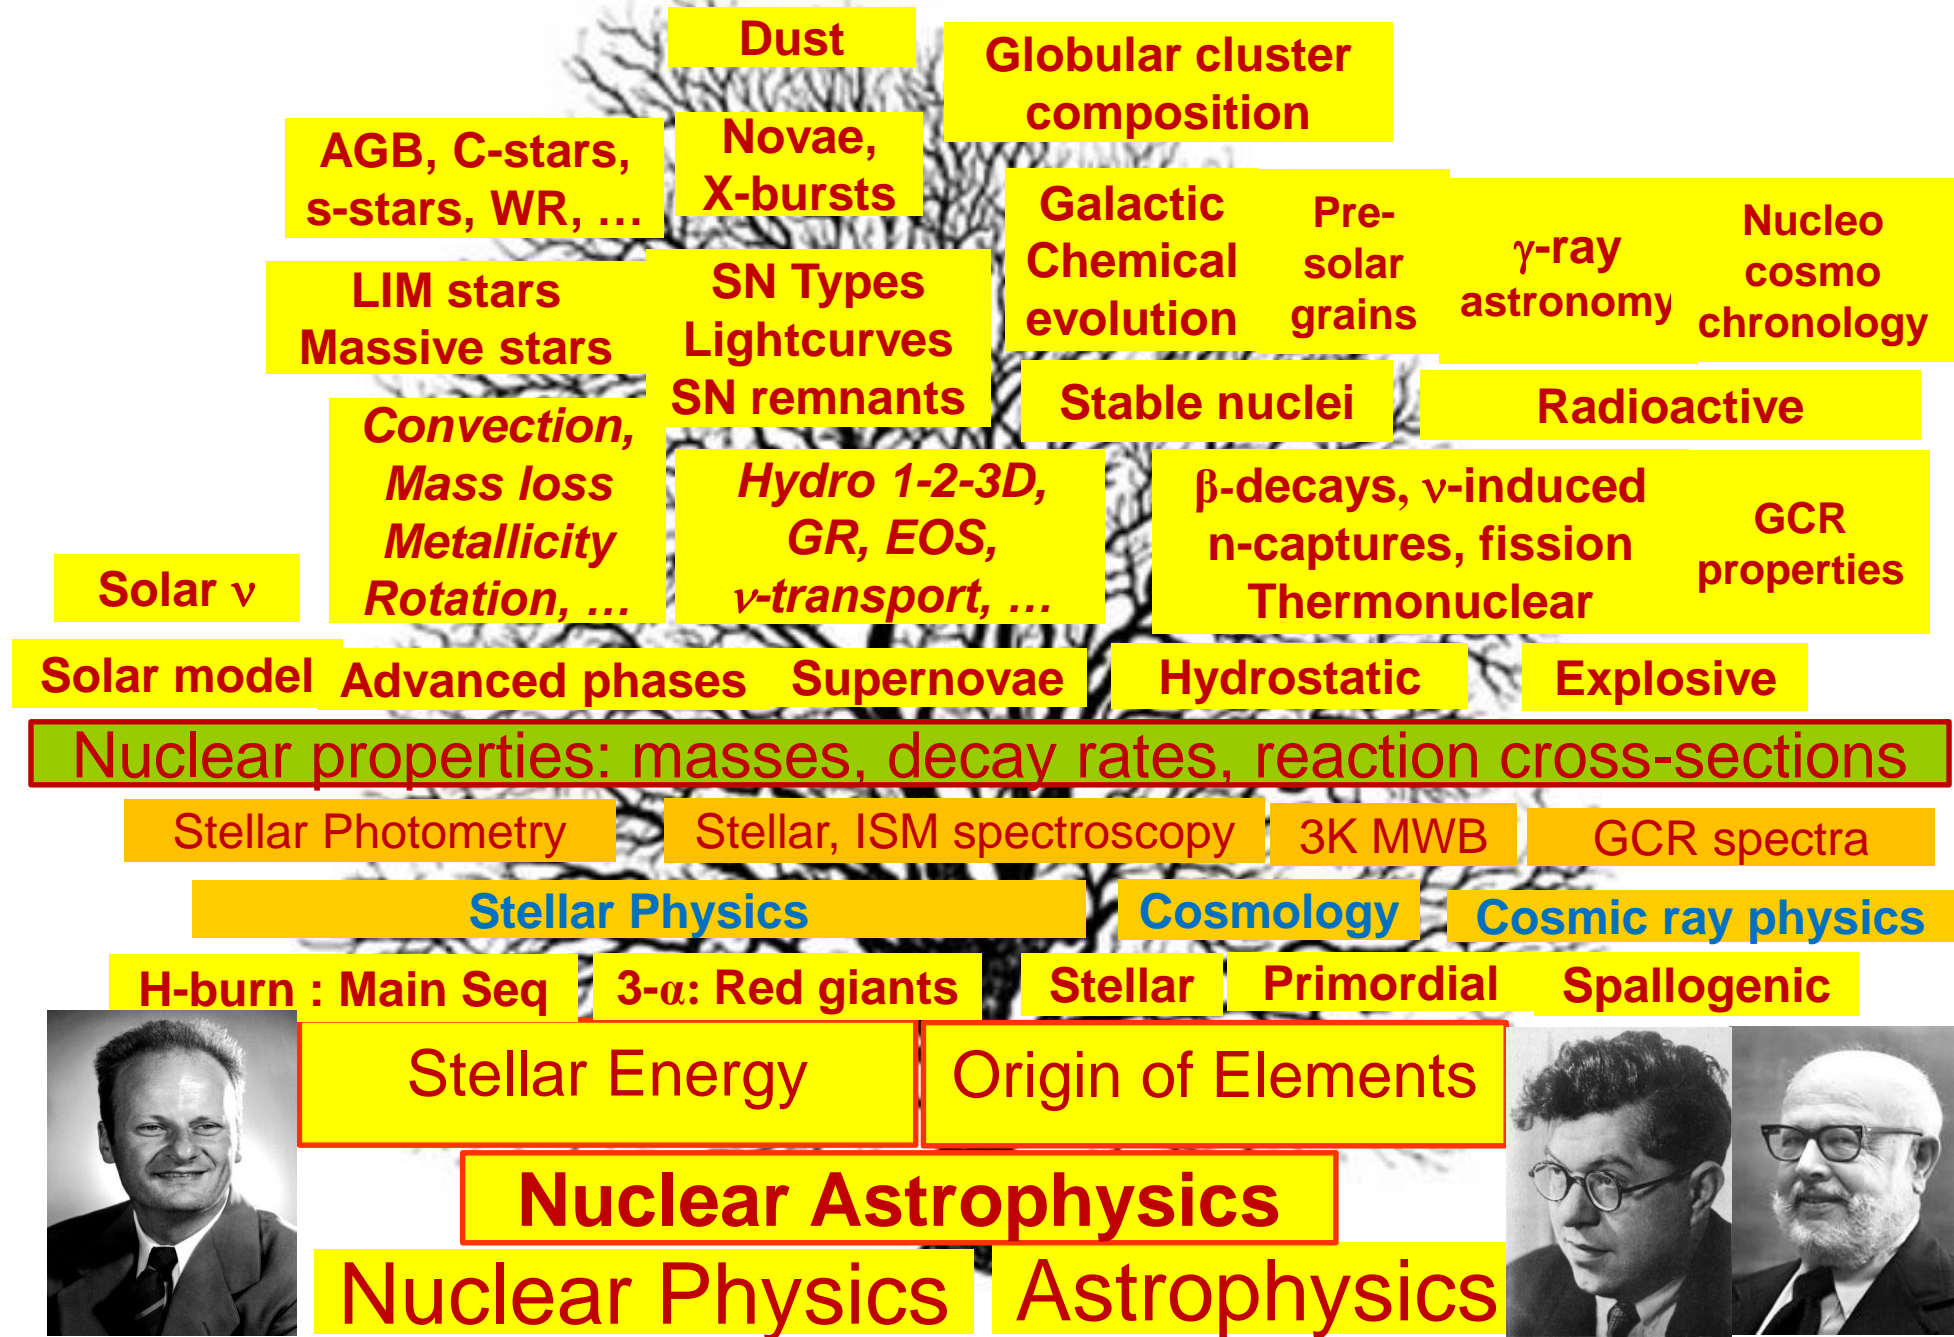 Dust
Globular cluster
composition
AGB, C-stars,
s-stars, WR, …
Novae,
X-bursts
Galactic
Chemical
evolution
Pre-
solar
grains
γ-ray
astronomy
Nucleo
cosmo
chronology
LIM stars
Massive stars
SN Types
Lightcurves
SN remnants
Stable nuclei
Radioactive
Convection,
Mass loss
Metallicity
Rotation, …
Hydro 1-2-3D,
GR, EOS,
ν-transport, …
β-decays, ν-induced
n-captures, fission
Thermonuclear
GCR
properties
Solar ν
Solar model
Advanced phases
Supernovae
Hydrostatic
Explosive
Nuclear properties: masses, decay rates, reaction cross-sections
Stellar Photometry
Stellar, ISM spectroscopy
3K MWB
GCR spectra
Stellar Physics
Cosmology
Cosmic ray physics
H-burn : Main Seq
3-α: Red giants
Stellar
Primordial
Spallogenic
Stellar Energy
Origin of Elements
Nuclear Astrophysics
Nuclear Physics
Astrophysics